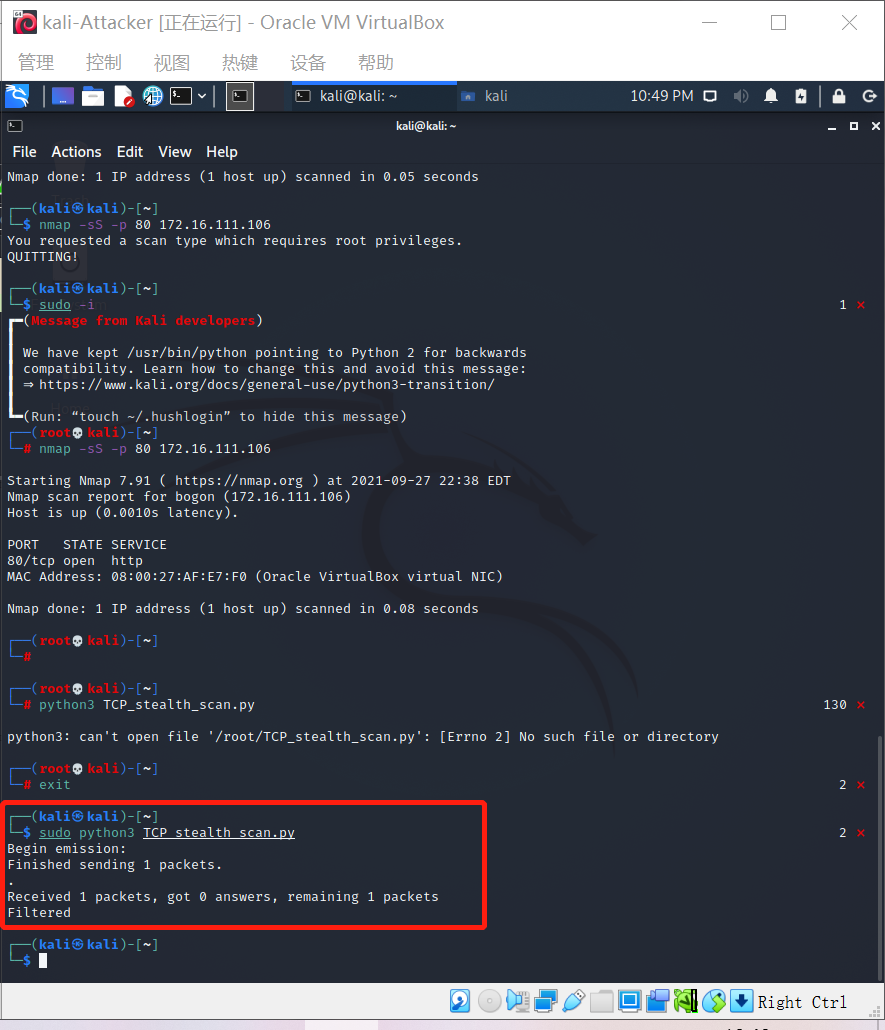 kali-Attacker [正在运行] - Oracle VM VirtualBox
管理 控制 视图 热键 设备 帮助
kali@kali: ~ kali 10:49 PM
kali@kali: ~
File Actions Edit View Help
Nmap done: 1 IP address (1 host up) scanned in 0.05 seconds
┌──(kali㉿kali)-[~]
└─$ nmap -sS -p 80 172.16.111.106
You requested a scan type which requires root privileges.
QUITTING!
┌──(kali㉿kali)-[~]
└─$ sudo -i 1 ⨯
┏━(Message from Kali developers)
┃ We have kept /usr/bin/python pointing to Python 2 for backwards
┃ compatibility. Learn how to change this and avoid this message:
┃ ⇒ https://www.kali.org/docs/general-use/python3-transition/
┗━(Run: “touch ~/.hushlogin” to hide this message)
┌──(root💀kali)-[~]
└─# nmap -sS -p 80 172.16.111.106
Starting Nmap 7.91 ( https://nmap.org ) at 2021-09-27 22:38 EDT
Nmap scan report for bogon (172.16.111.106)
Host is up (0.0010s latency).
PORT STATE SERVICE
80/tcp open http
MAC Address: 08:00:27:AF:E7:F0 (Oracle VirtualBox virtual NIC)
Nmap done: 1 IP address (1 host up) scanned in 0.08 seconds
┌──(root💀kali)-[~]
└─#
┌──(root💀kali)-[~]
└─# python3 TCP_stealth_scan.py 130 ⨯
python3: can't open file '/root/TCP_stealth_scan.py': [Errno 2] No such file or directory
┌──(root💀kali)-[~]
└─# exit 2 ⨯
┌──(kali㉿kali)-[~]
└─$ sudo python3 TCP_stealth_scan.py 2 ⨯
Begin emission:
Finished sending 1 packets.
.
Received 1 packets, got 0 answers, remaining 1 packets
Filtered
┌──(kali㉿kali)-[~]
└─$
Right Ctrl